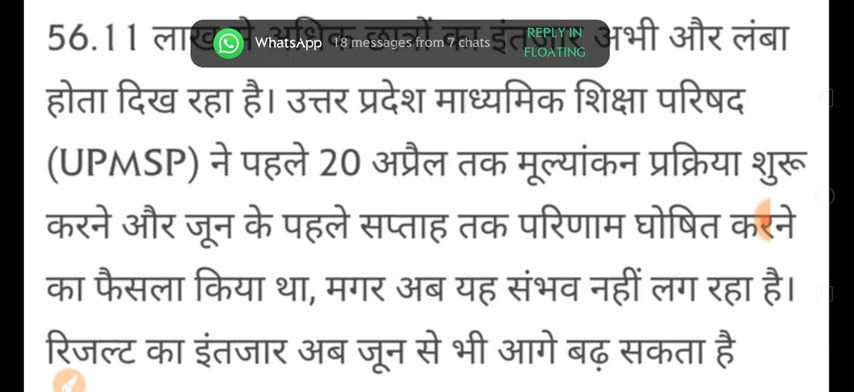 56.11 लाख से अधिक छात्रों का इंतजार अभी और लंबा
WhatsApp 18 messages from 7 chats REPLY IN FLOATING
होता दिख रहा है। उत्तर प्रदेश माध्यमिक शिक्षा परिषद
(UPMSP) ने पहले 20 अप्रैल तक मूल्यांकन प्रक्रिया शुरू
करने और जून के पहले सप्ताह तक परिणाम घोषित करने
का फैसला किया था, मगर अब यह संभव नहीं लग रहा है।
रिजल्ट का इंतजार अब जून से भी आगे बढ़ सकता है